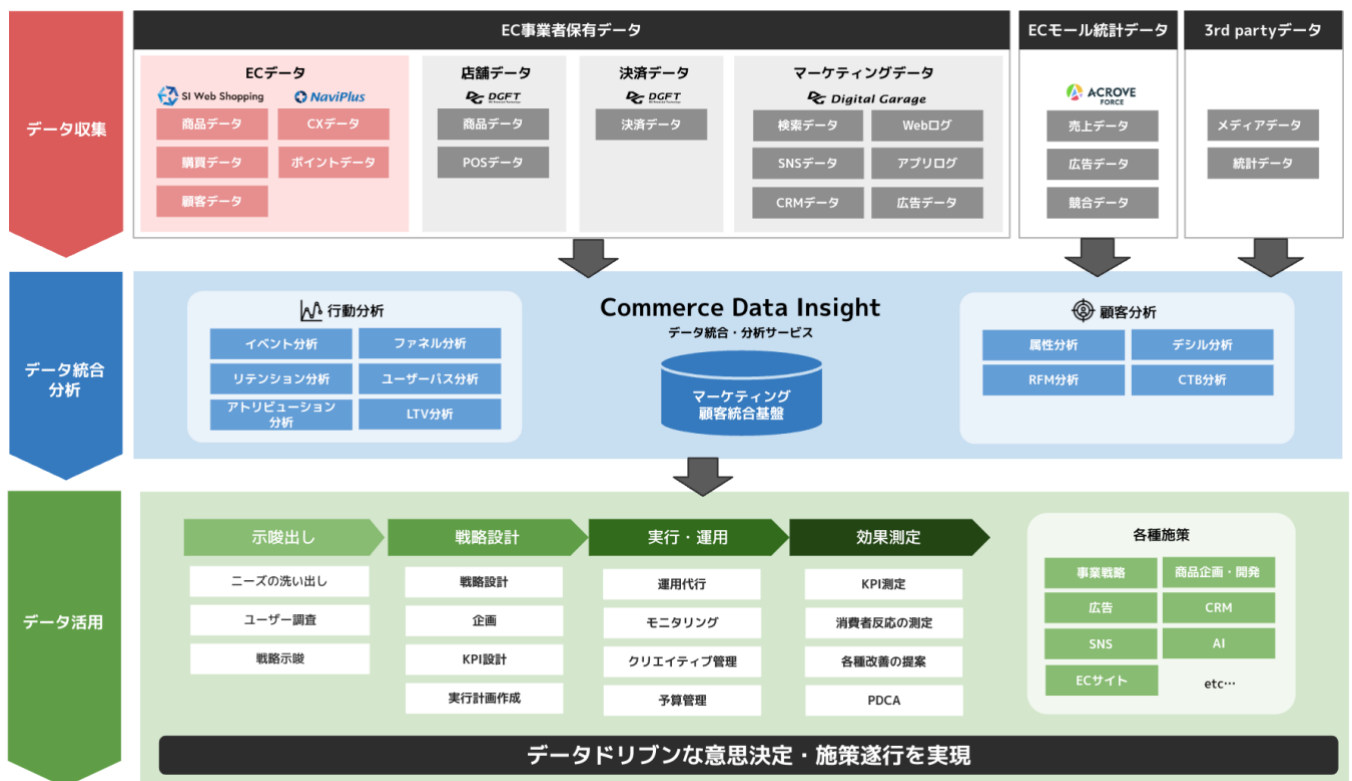 データ収集
EC事業者保有データ
ECモール統計データ
3rd partyデータ
ECデータ
SI Web Shopping
NaviPlus
商品データ
CXデータ
購買データ
ポイントデータ
顧客データ
店舗データ
DGFT
商品データ
POSデータ
決済データ
DGFT
決済データ
マーケティングデータ
Digital Garage
検索データ
Webログ
SNSデータ
アプリログ
CRMデータ
広告データ
ACROVE
FORCE
売上データ
広告データ
競合データ
メディアデータ
統計データ
データ統合
分析
行動分析
イベント分析
ファネル分析
リテンション分析
ユーザーパス分析
アトリビューション
分析
LTV分析
Commerce Data Insight
データ統合・分析サービス
マーケティング
顧客統合基盤
顧客分析
属性分析
デシル分析
RFM分析
CTB分析
データ活用
示唆出し
ニーズの洗い出し
ユーザー調査
戦略示唆
戦略設計
戦略設計
企画
KPI設計
実行計画作成
実行・運用
運用代行
モニタリング
クリエイティブ管理
予算管理
効果測定
KPI測定
消費者反応の測定
各種改善の提案
PDCA
各種施策
事業戦略
商品企画・開発
広告
CRM
SNS
AI
ECサイト
etc…
データドリブンな意思決定・施策遂行を実現